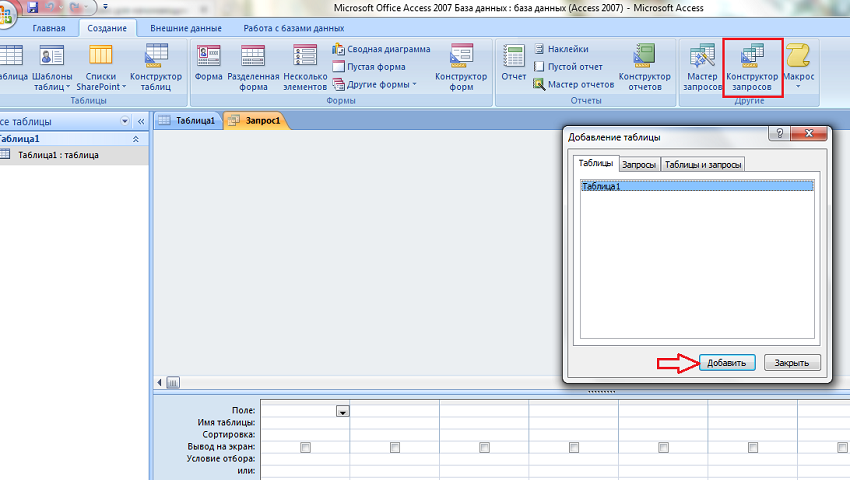 Microsoft Office Access 2007 База данных : база данных (Access 2007) - Microsoft Access
Главная Создание Внешние данные Работа с базами данных
аблица Шаблоны таблиц Списки SharePoint Конструктор таблиц
Таблицы
Форма Разделенная форма Несколько элементов Сводная диаграмма Пустая форма Другие формы Конструктор форм
Формы
Отчет Наклейки Пустой отчет Мастер отчетов Конструктор отчетов
Отчеты
Мастер запросов Конструктор запросов Макрос
Другие
се таблицы «
Таблица1
Таблица1 : таблица
Таблица1 Запрос1
Добавление таблицы
Таблицы Запросы Таблицы и запросы
Таблица1
Добавить Закрыть
Поле:
Имя таблицы:
Сортировка:
Вывод на экран:
Условие отбора:
или: